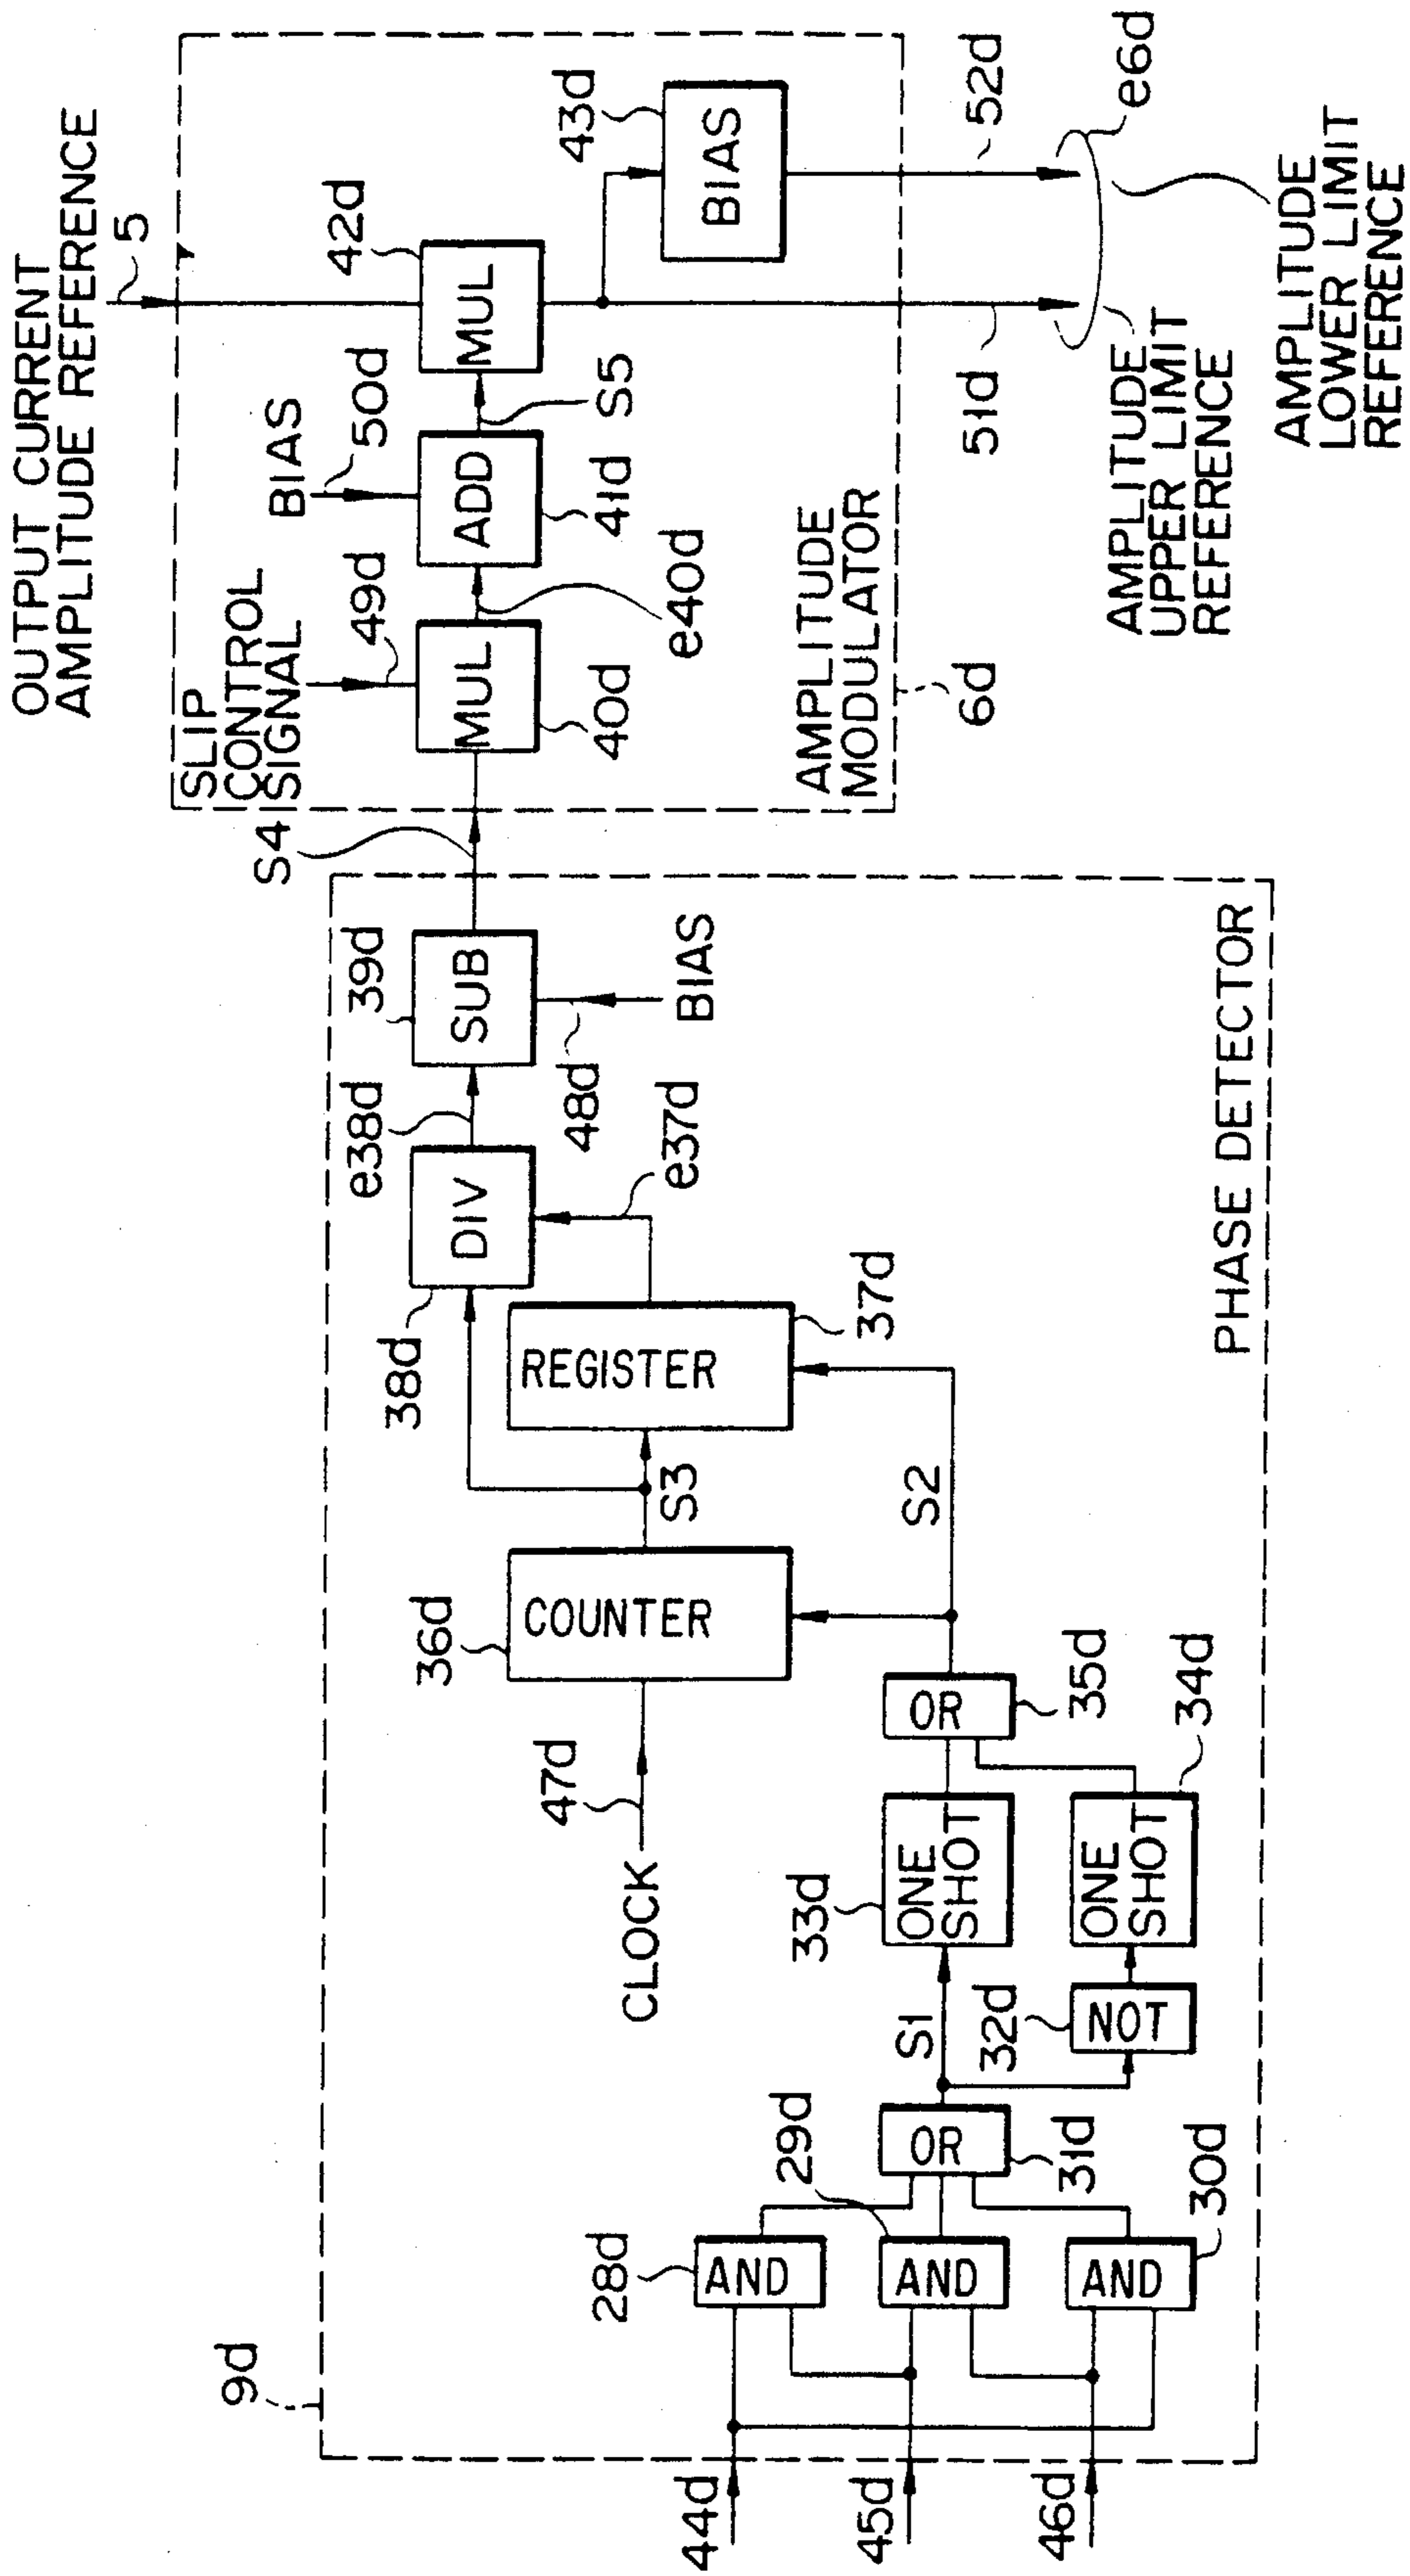 OUTPUT CURRENT
AMPLITUDE REFERENCE
5
SLIP
CONTROL
SIGNAL
49d
BIAS
50d
42d
43d
MUL
ADD
MUL
BIAS
40d
e40d
41d
S5
AMPLITUDE
MODULATOR
6d
51d
52d
e6d
AMPLITUDE
UPPER LIMIT
REFERENCE
AMPLITUDE
LOWER LIMIT
REFERENCE
S4
9d
PHASE DETECTOR
38d
DIV
e38d
39d
SUB
48d
BIAS
e37d
36d
COUNTER
S3
REGISTER
37d
CLOCK
47d
S2
28d
AND
29d
AND
AND
30d
OR
31d
S1
32d
NOT
33d
ONE
SHOT
ONE
SHOT
34d
OR
35d
44d
45d
46d